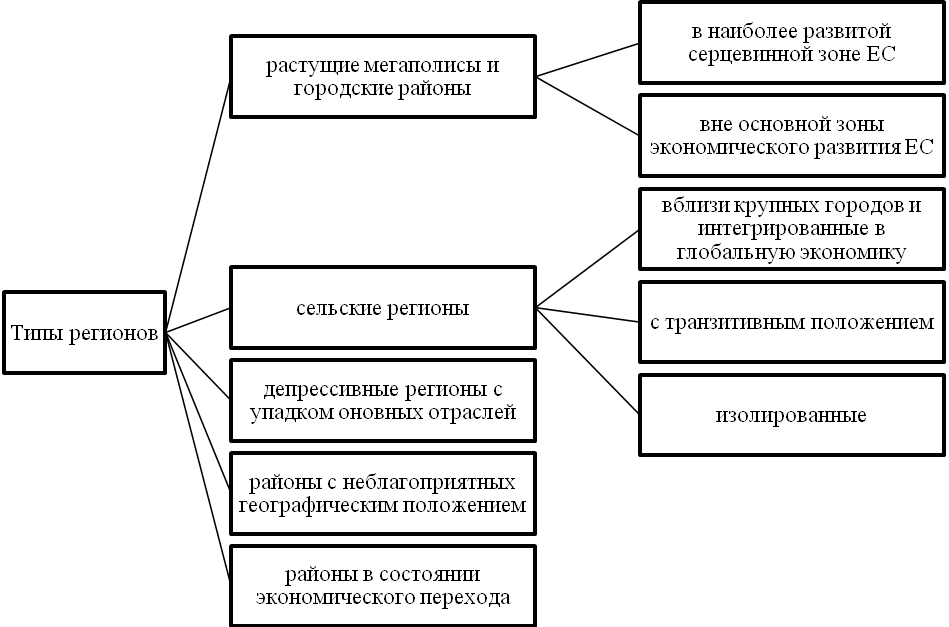 Типы регионов
растущие мегаполисы и
городские районы
в наиболее развитой
серцевинной зоне ЕС
вне основной зоны
экономического развития ЕС
сельские регионы
вблизи крупных городов и
интегрированные в
глобальную экономику
с транзитивным положением
изолированные
депрессивные регионы с
упадком оновных отраслей
районы с неблагоприятных
географическим положением
районы в состоянии
экономического перехода